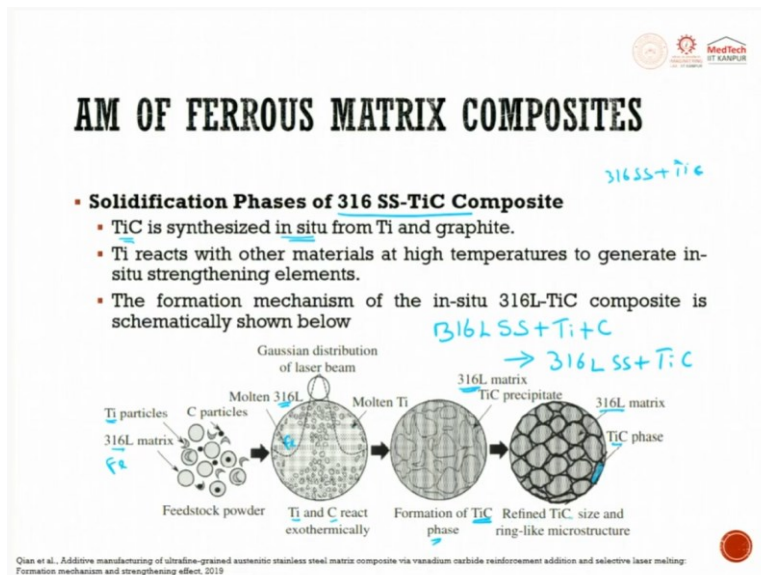 MedTech
IIT KANPUR
AM OF FERROUS MATRIX COMPOSITES
316 SS + TiC
▪ Solidification Phases of 316 SS-TiC Composite
▪ TiC is synthesized in situ from Ti and graphite.
▪ Ti reacts with other materials at high temperatures to generate in-
situ strengthening elements.
▪ The formation mechanism of the in-situ 316L-TiC composite is
schematically shown below
316L SS + Ti + C
→ 316L SS + TiC
Gaussian distribution
of laser beam
Molten 316L
Molten Ti
316L matrix
TiC precipitate
316L matrix
TiC phase
Ti particles
C particles
316L matrix
Fe
Fe
Feedstock powder
Ti and C react
exothermically
Formation of TiC
phase
Refined TiC size and
ring-like microstructure
Qian et al., Additive manufacturing of ultrafine-grained austenitic stainless steel matrix composite via vanadium carbide reinforcement addition and selective laser melting:
Formation mechanism and strengthening effect, 2019